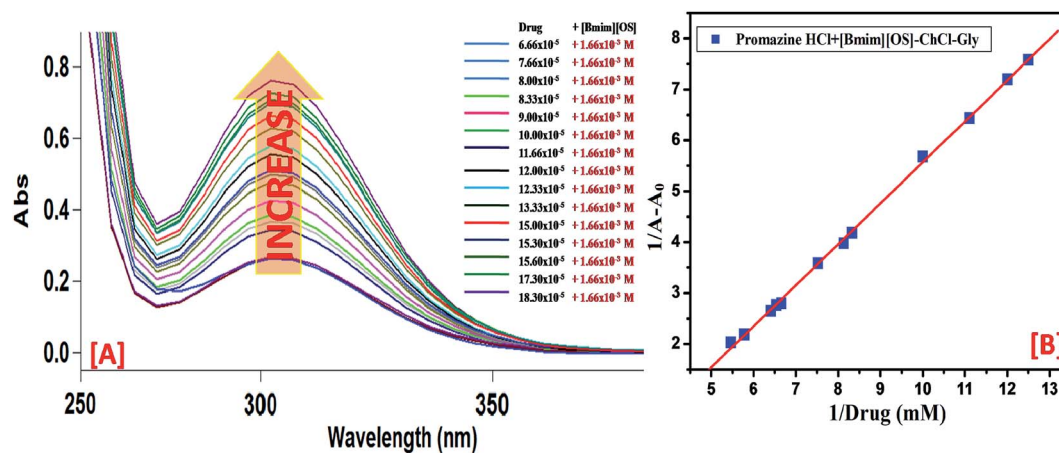 Drug + [Bmim][OS]
6.66x10-5 + 1.66x10-3 M
7.66x10-5 + 1.66x10-3 M
8.00x10-5 + 1.66x10-3 M
8.33x10-5 + 1.66x10-3 M
9.00x10-5 + 1.66x10-3 M
10.00x10-5 + 1.66x10-3 M
11.66x10-5 + 1.66x10-3 M
12.00x10-5 + 1.66x10-3 M
12.33x10-5 + 1.66x10-3 M
13.33x10-5 + 1.66x10-3 M
15.00x10-5 + 1.66x10-3 M
15.30x10-5 + 1.66x10-3 M
15.60x10-5 + 1.66x10-3 M
17.30x10-5 + 1.66x10-3 M
18.30x10-5 + 1.66x10-3 M
INCREASE
Abs
0.8
0.6
0.4
0.2
0.0
[A]
250 300 350
Wavelength (nm)
Promazine HCl+[Bmim][OS]-ChCl-Gly
1/A-A0
8
7
6
5
4
3
2
[B]
5 6 7 8 9 10 11 12 13
1/Drug (mM)